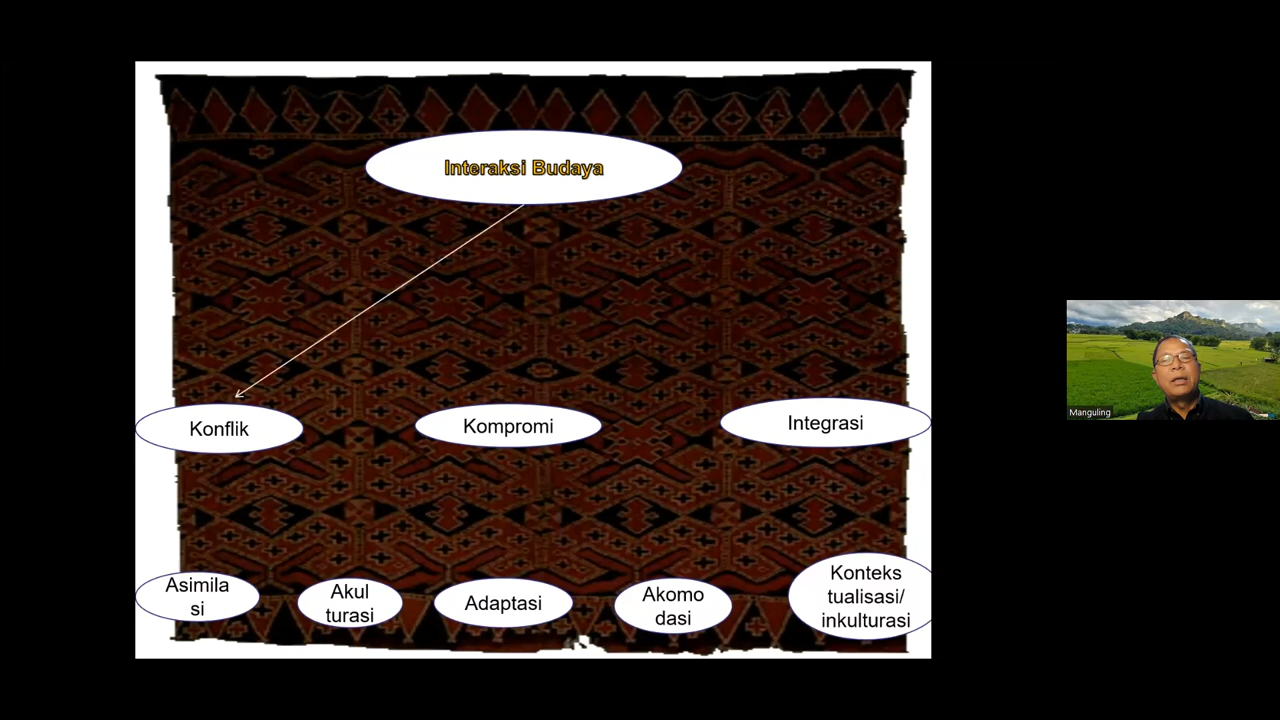 Interaksi Budaya
Konflik
Kompromi
Integrasi
Asimila
si
Akul
turasi
Adaptasi
Akomo
dasi
Konteks
tualisasi/
inkulturasi
Manguling